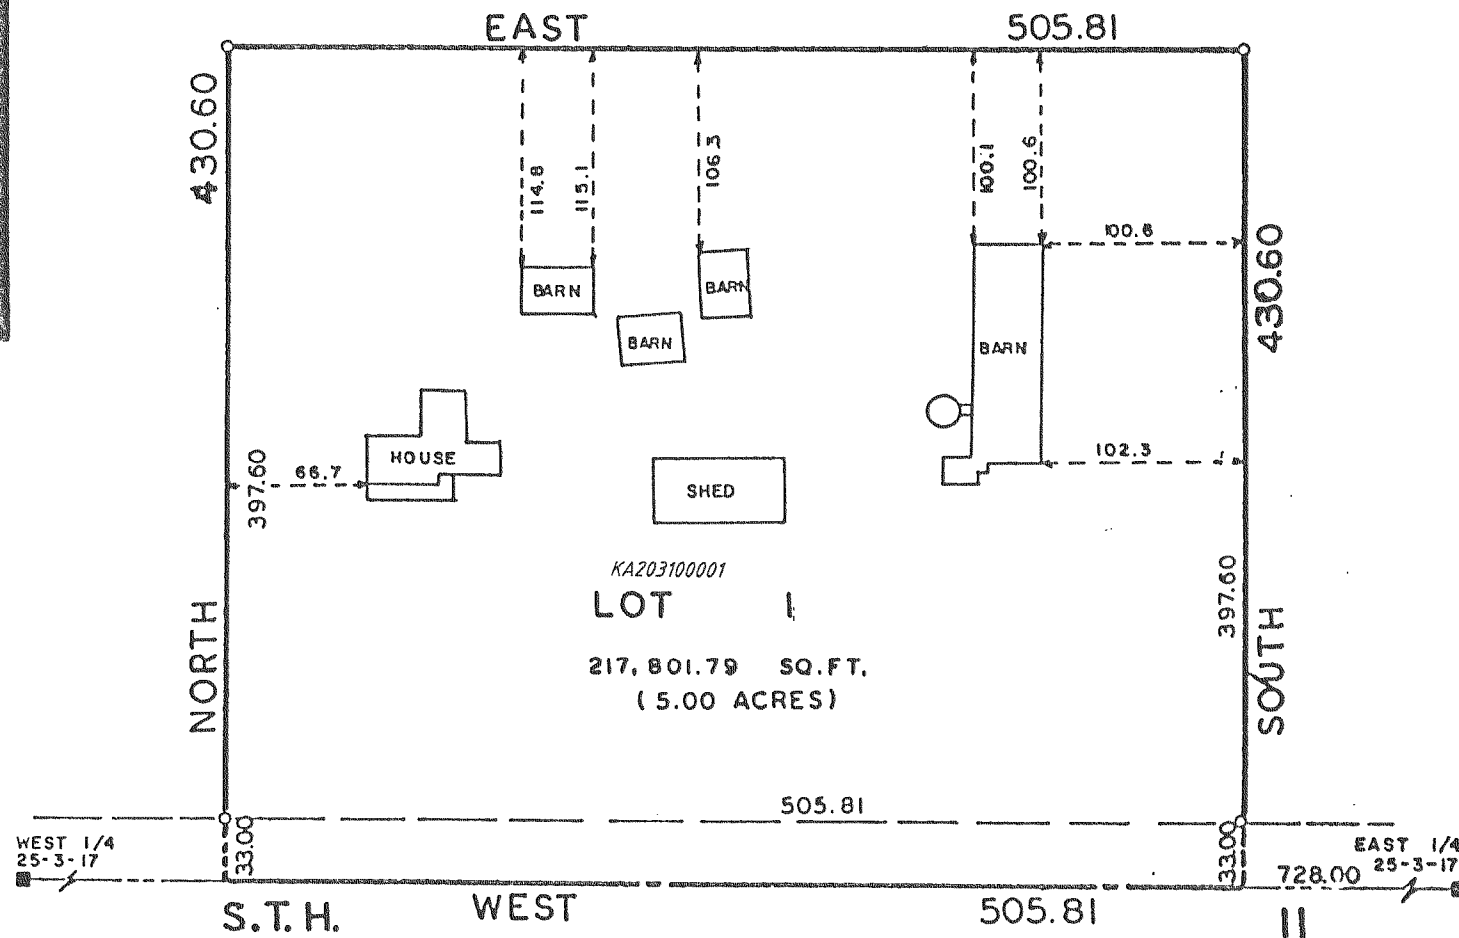 EAST 505.81
430.60
114.8
115.1
106.3
100.1
100.6
100.6
430.60
BARN
BARN
BARN
BARN
HOUSE
66.7
397.60
102.3
SHED
KA203100001
LOT 1
217,801.79 SQ.FT.
(5.00 ACRES)
NORTH
397.60
SOUTH
505.81
33.00
33.00
WEST 1/4
25-3-17
EAST 1/4
25-3-17
728.00
S.T.H. WEST 505.81 11